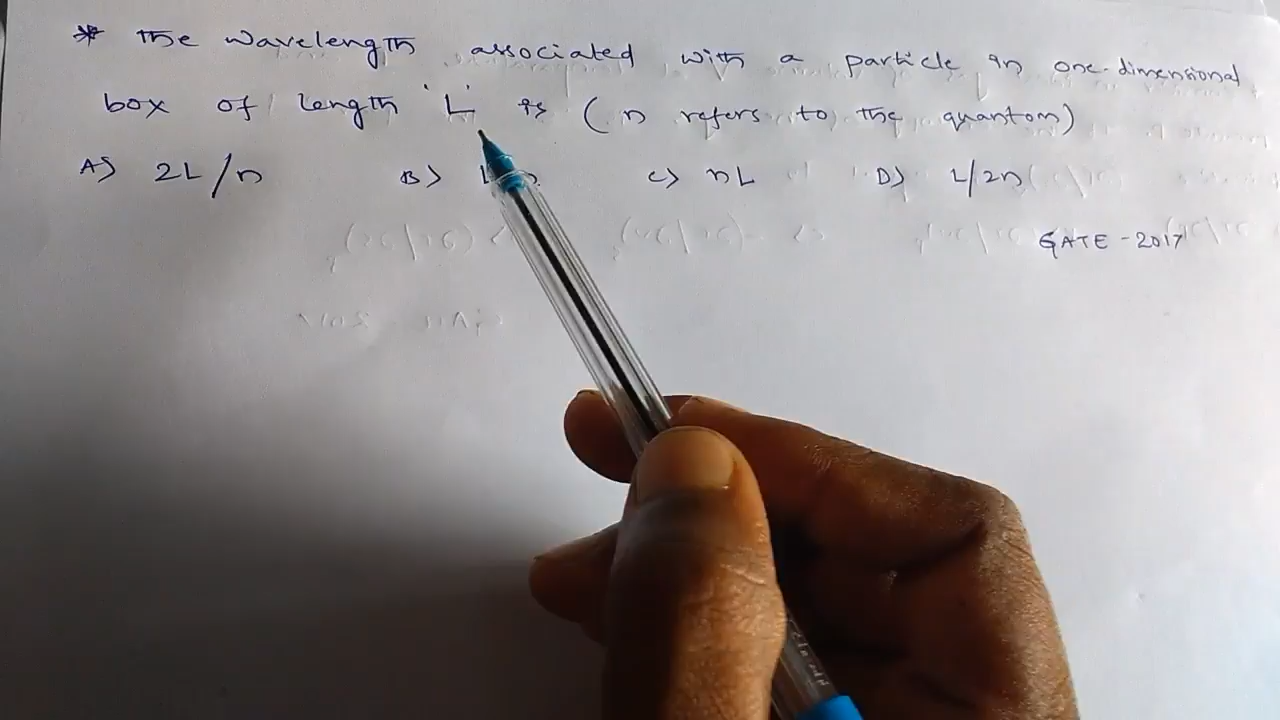 * The wavelength associated with a particle in one-dimensional
box of length 'L' is ( n refers to the quantom)
A) 2L/n B) C) nL D) L/2n
GATE - 2017